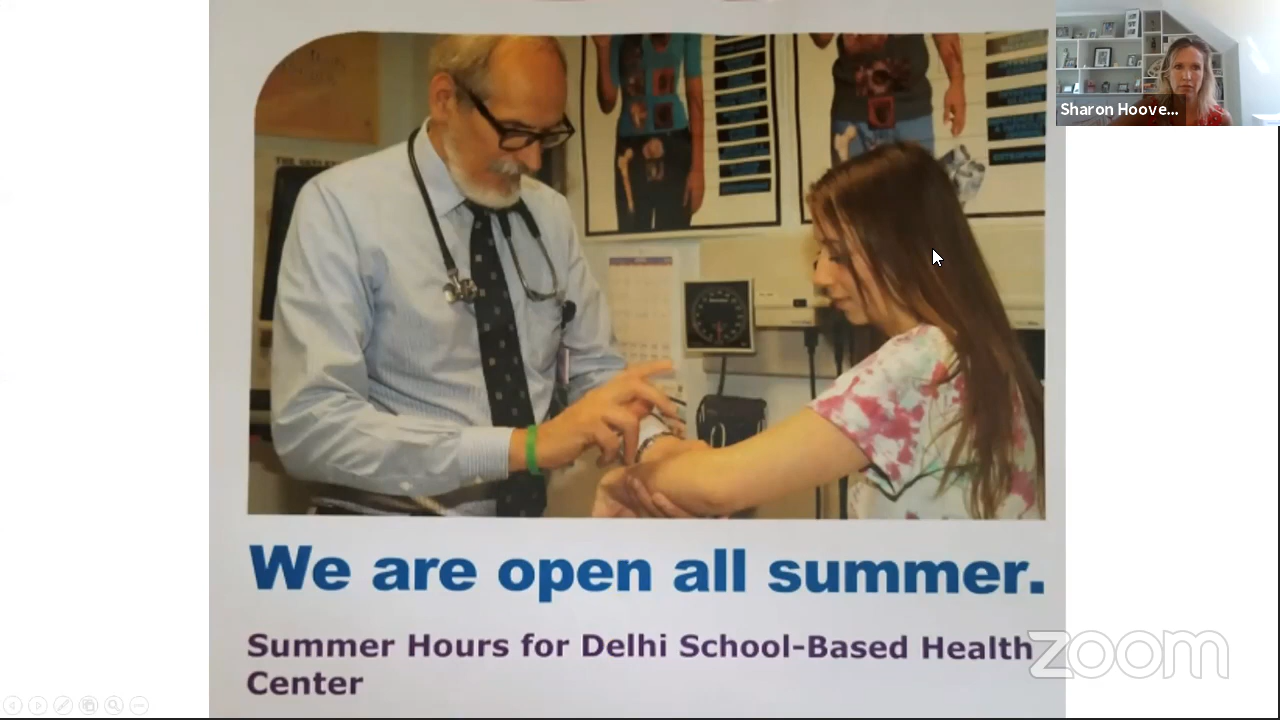 Sharon Hoove...
We are open all summer.
Summer Hours for Delhi School-Based Health
Center
zoom